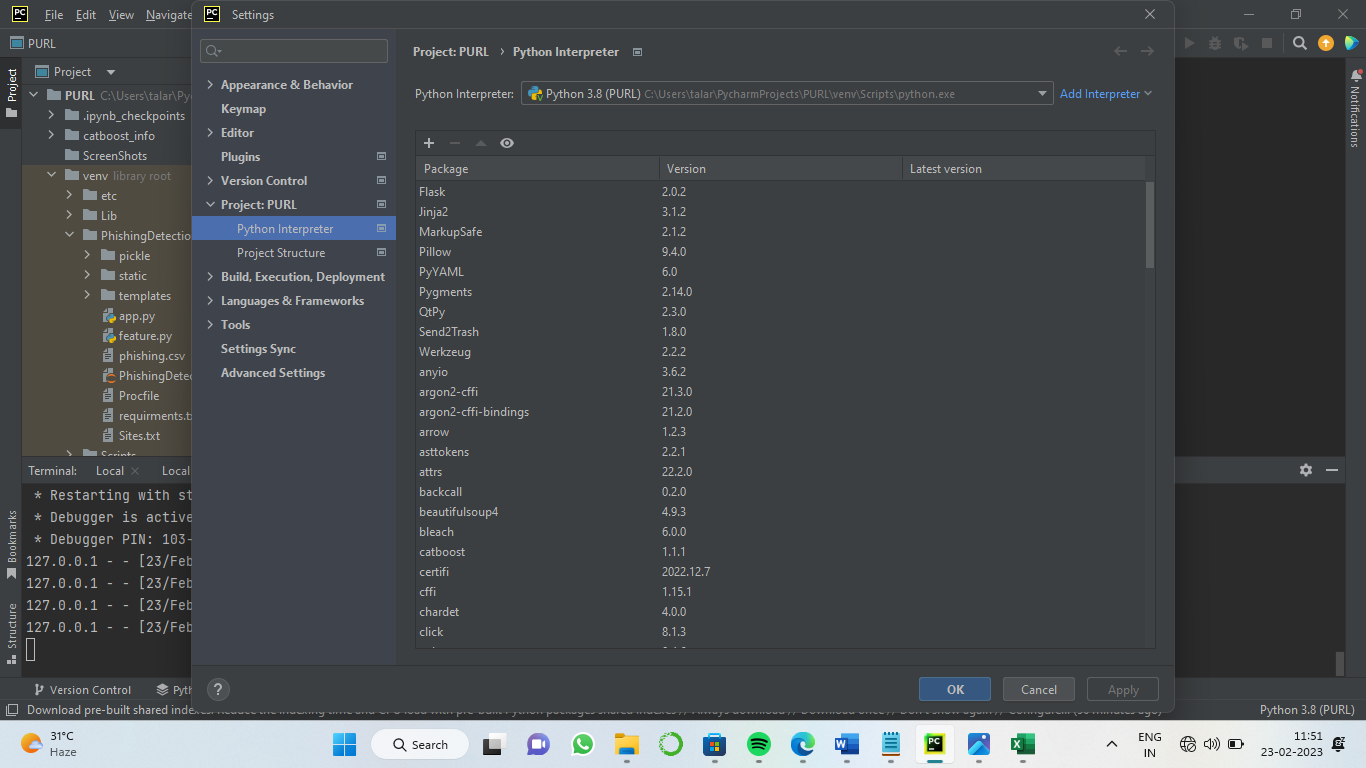 PC File Edit View Navigate
PC Settings
PURL
Project
PURL C:\Users\talar\Pyc
.ipynb_checkpoints
catboost_info
ScreenShots
venv library root
etc
Lib
PhishingDetectio
pickle
static
templates
app.py
feature.py
phishing.csv
PhishingDetec
Procfile
requirments.t
Sites.txt
Scripts
Project
Bookmarks
Structure
Appearance & Behavior
Keymap
Editor
Plugins
Version Control
Project: PURL
Python Interpreter
Project Structure
Build, Execution, Deployment
Languages & Frameworks
Tools
Settings Sync
Advanced Settings
Project: PURL › Python Interpreter
Python Interpreter: Python 3.8 (PURL) C:\Users\talar\PycharmProjects\PURL\venv\Scripts\python.exe Add Interpreter
Package Version Latest version
Flask 2.0.2
Jinja2 3.1.2
MarkupSafe 2.1.2
Pillow 9.4.0
PyYAML 6.0
Pygments 2.14.0
QtPy 2.3.0
Send2Trash 1.8.0
Werkzeug 2.2.2
anyio 3.6.2
argon2-cffi 21.3.0
argon2-cffi-bindings 21.2.0
arrow 1.2.3
asttokens 2.2.1
attrs 22.2.0
backcall 0.2.0
beautifulsoup4 4.9.3
bleach 6.0.0
catboost 1.1.1
certifi 2022.12.7
cffi 1.15.1
chardet 4.0.0
click 8.1.3
? OK Cancel Apply
Notifications
Terminal: Local Local
* Restarting with st
* Debugger is active
* Debugger PIN: 103-
127.0.0.1 - - [23/Feb
127.0.0.1 - - [23/Feb
127.0.0.1 - - [23/Feb
127.0.0.1 - - [23/Feb
Version Control Pyth
Download pre-built shared indexes: Reduce the indexing time and CPU load with pre-built Python packages shared indexes // Always download // Download once // Don't show again // Configure... (50 minutes ago) Python 3.8 (PURL)
31°C
Haze
Search
PC
ENG
IN
11:51
23-02-2023